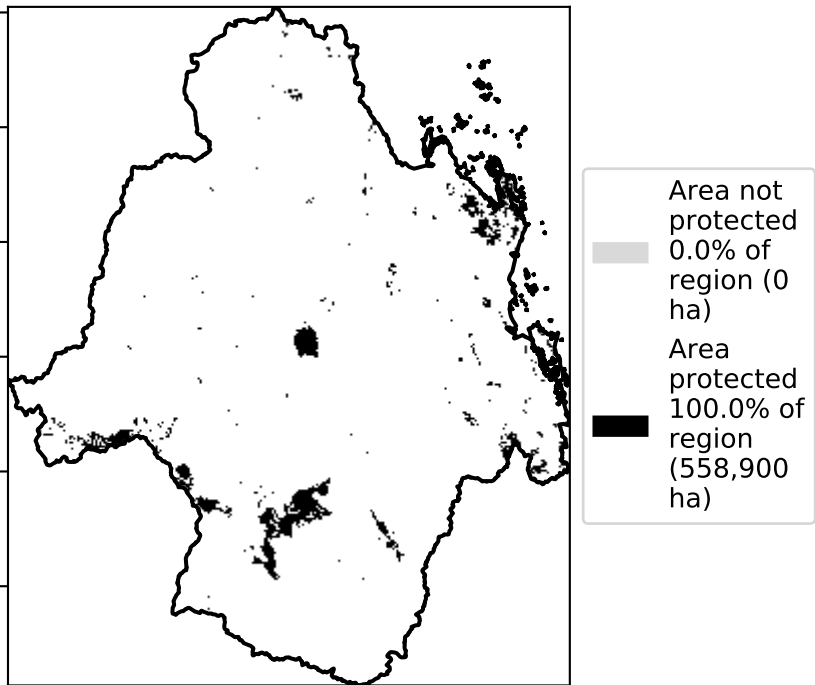 Area not
protected
0.0% of
region (0
ha)
Area
protected
100.0% of
region
(558,900
ha)